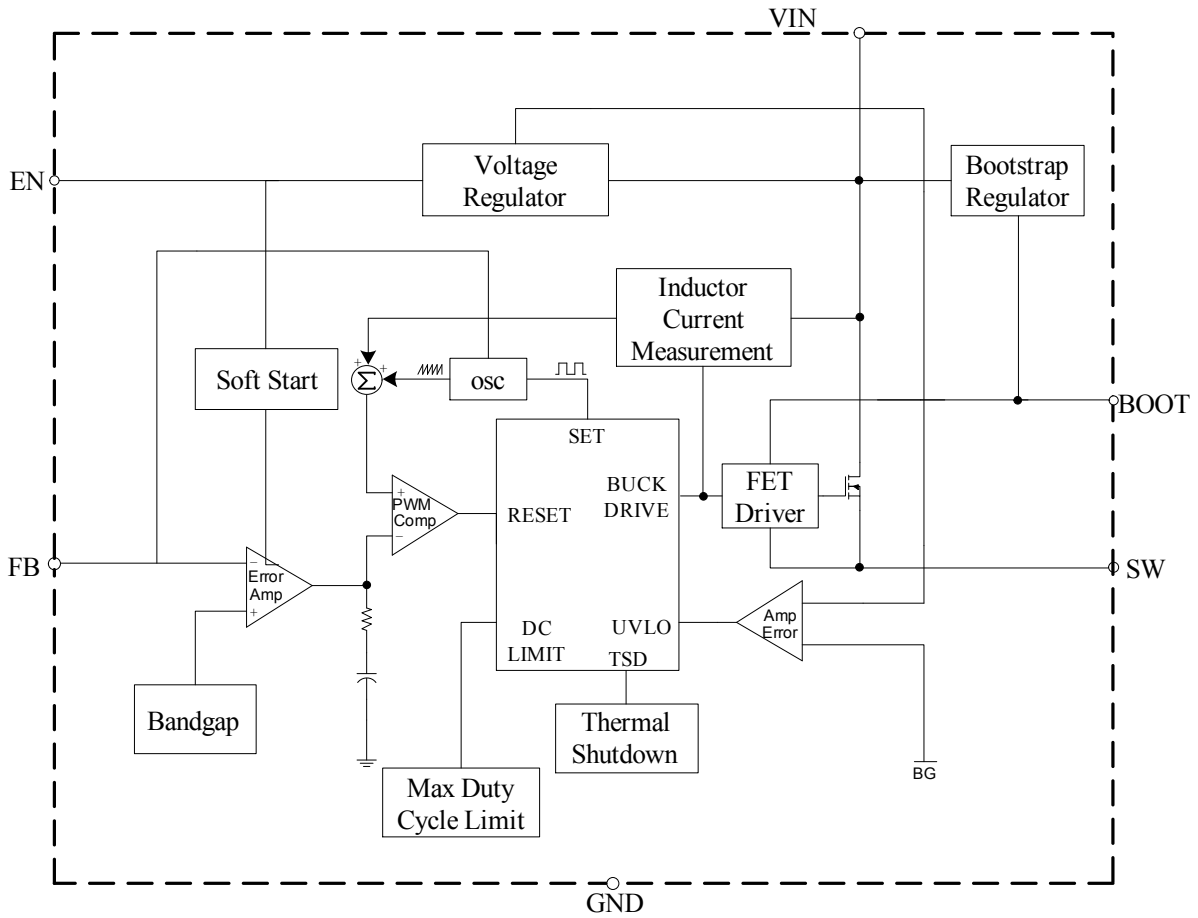 VIN
Voltage
Regulator
Bootstrap
Regulator
EN
Inductor
Current
Measurement
Soft Start
+
+
Σ
osc
BOOT
SET
BUCK
DRIVE
FET
Driver
+
PWM
Comp
−
RESET
FB
−
Error
Amp
+
SW
DC
LIMIT
UVLO
TSD
Amp
Error
Bandgap
Thermal
Shutdown
BG
Max Duty
Cycle Limit
GND